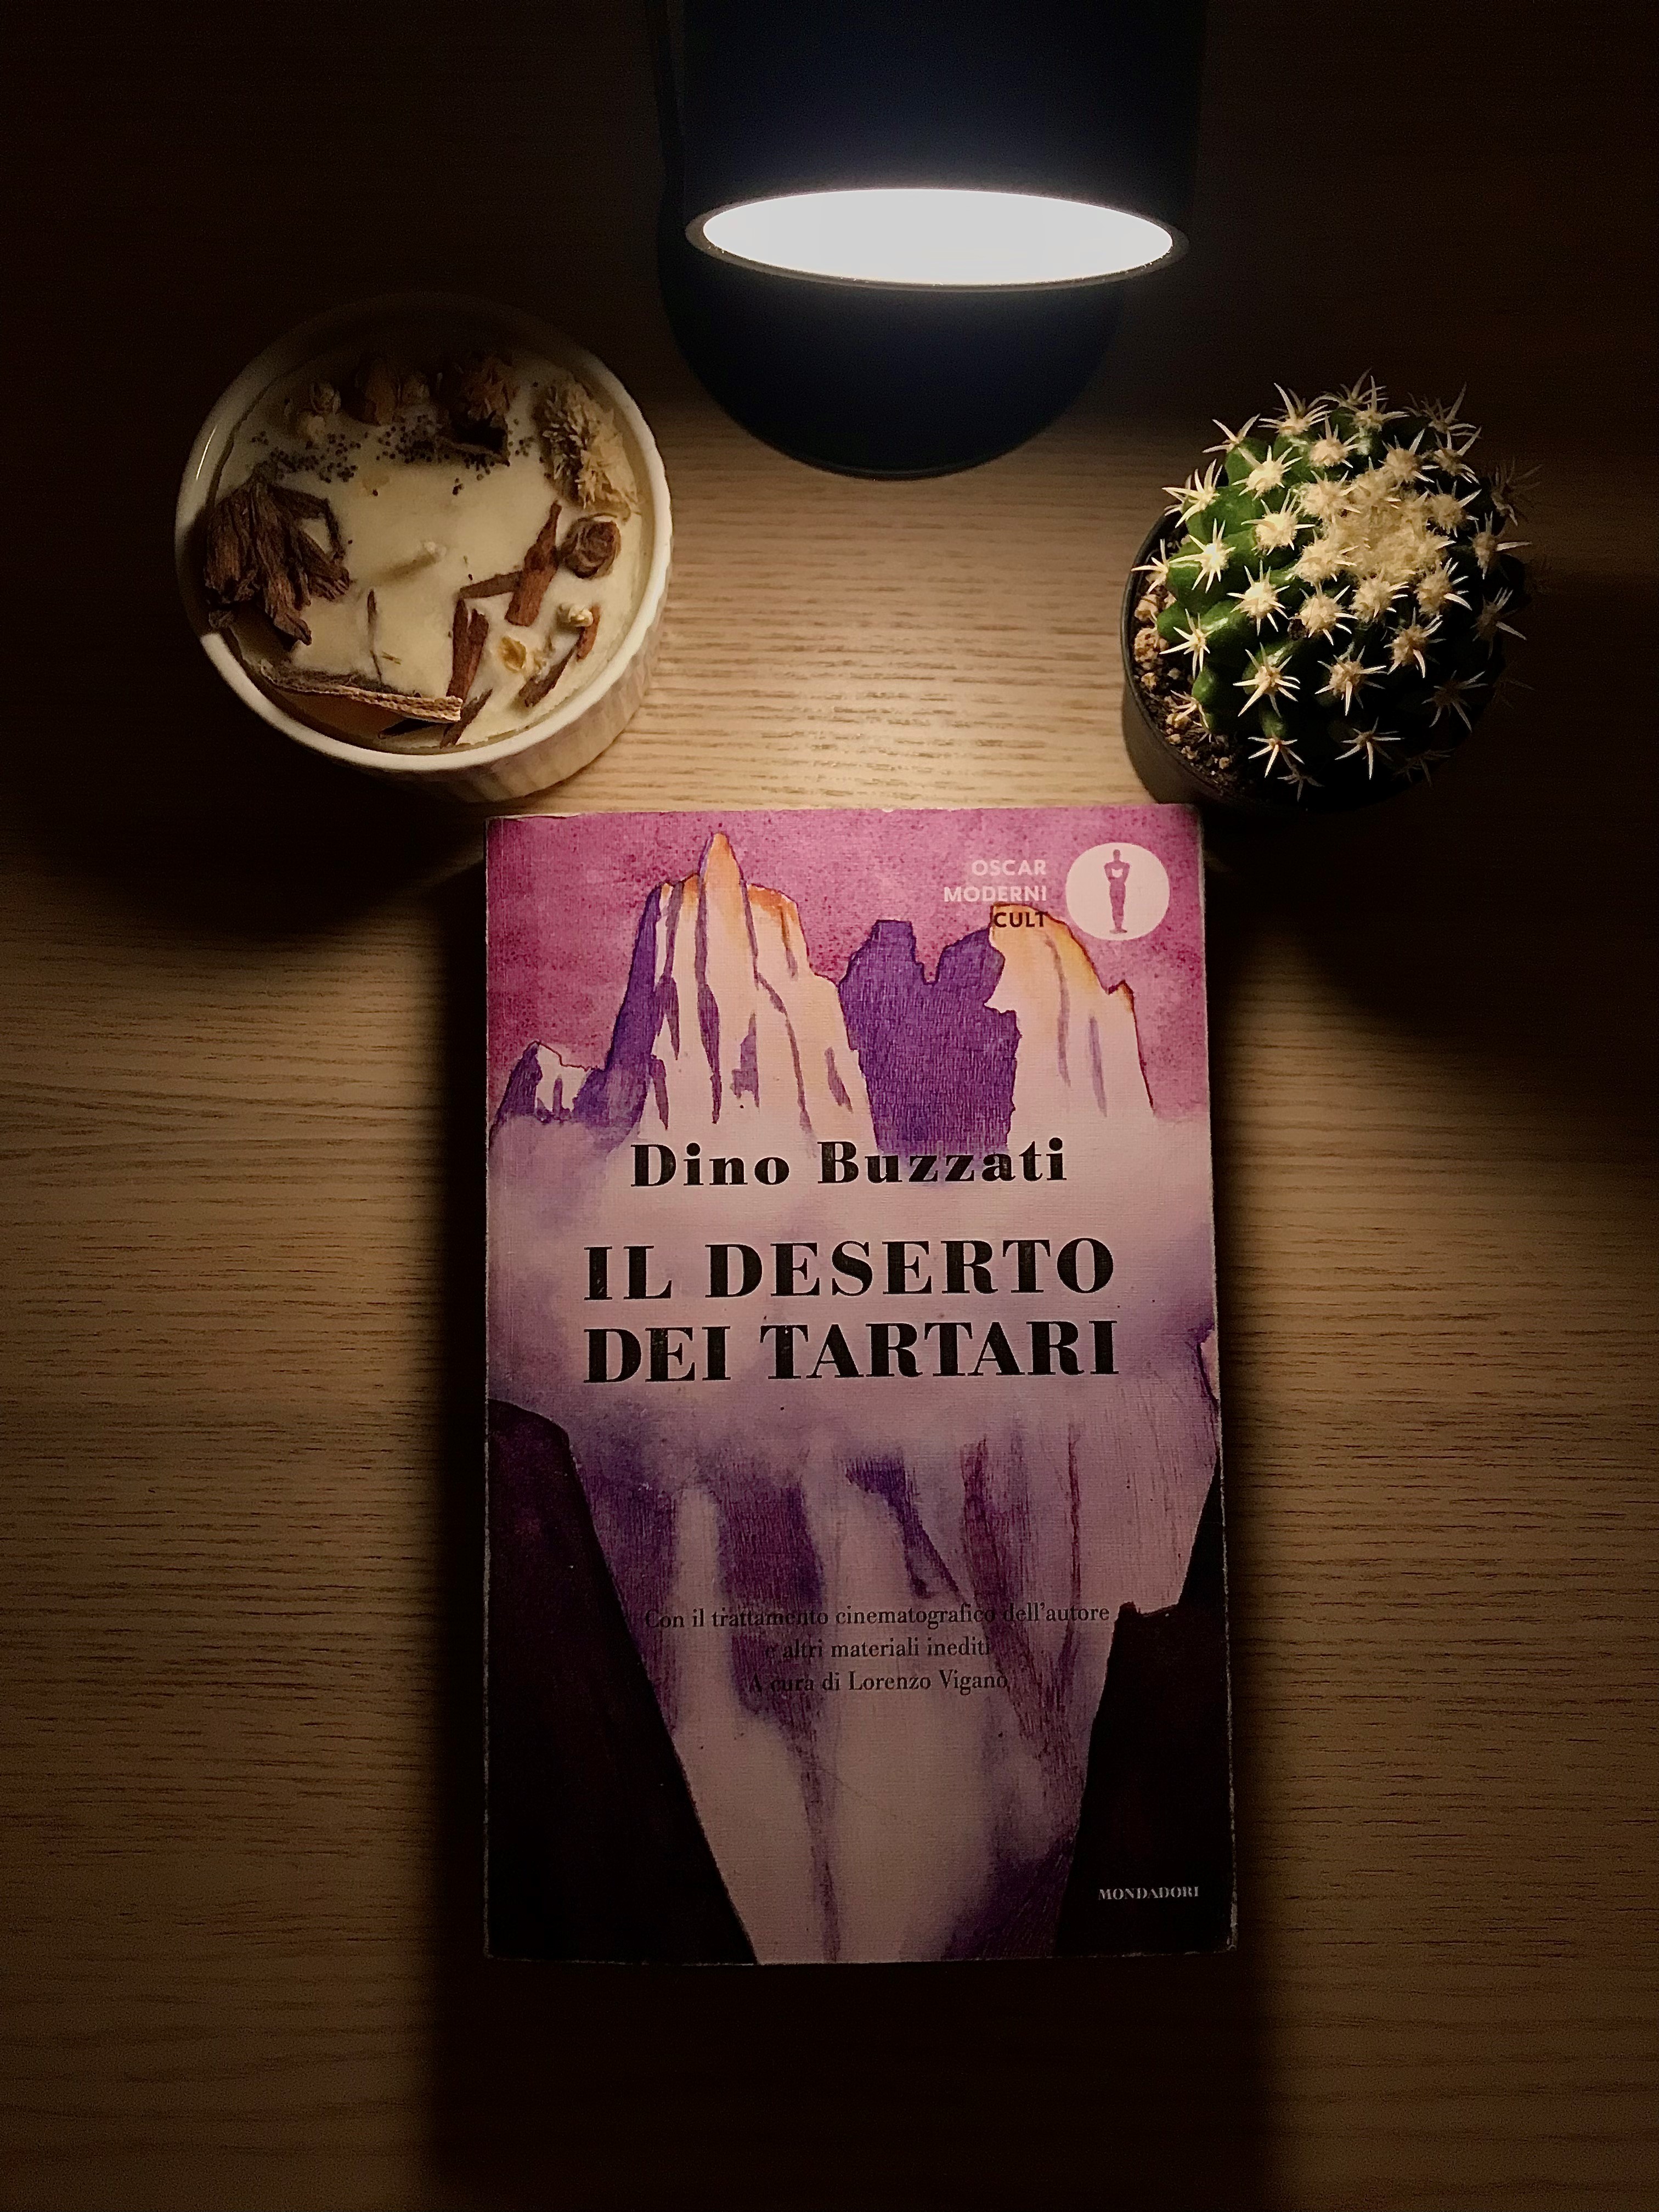 OSCAR
MODERNI
CULT
Dino Buzzati
IL DESERTO
DEI TARTARI
Con il trattamento cinematografico dell'autore
e altri materiali inediti
A cura di Lorenzo Viganò
MONDADORI